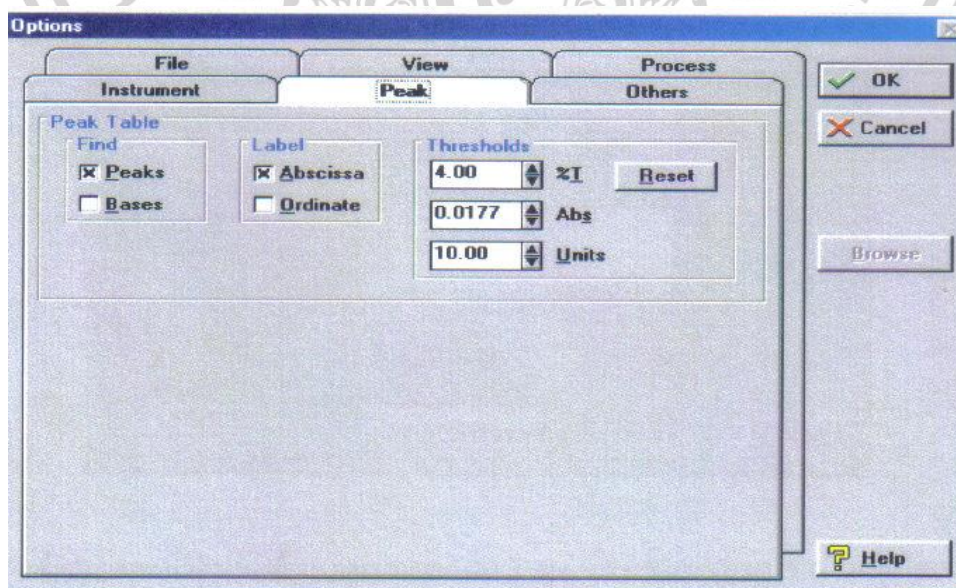 Options
File View Process
Instrument Peak Others
Peak Table
Find Label Thresholds
Peaks Abscissa 4.00 %T Reset
Bases Ordinate 0.0177 Abs
10.00 Units
OK
Cancel
Browse
Help